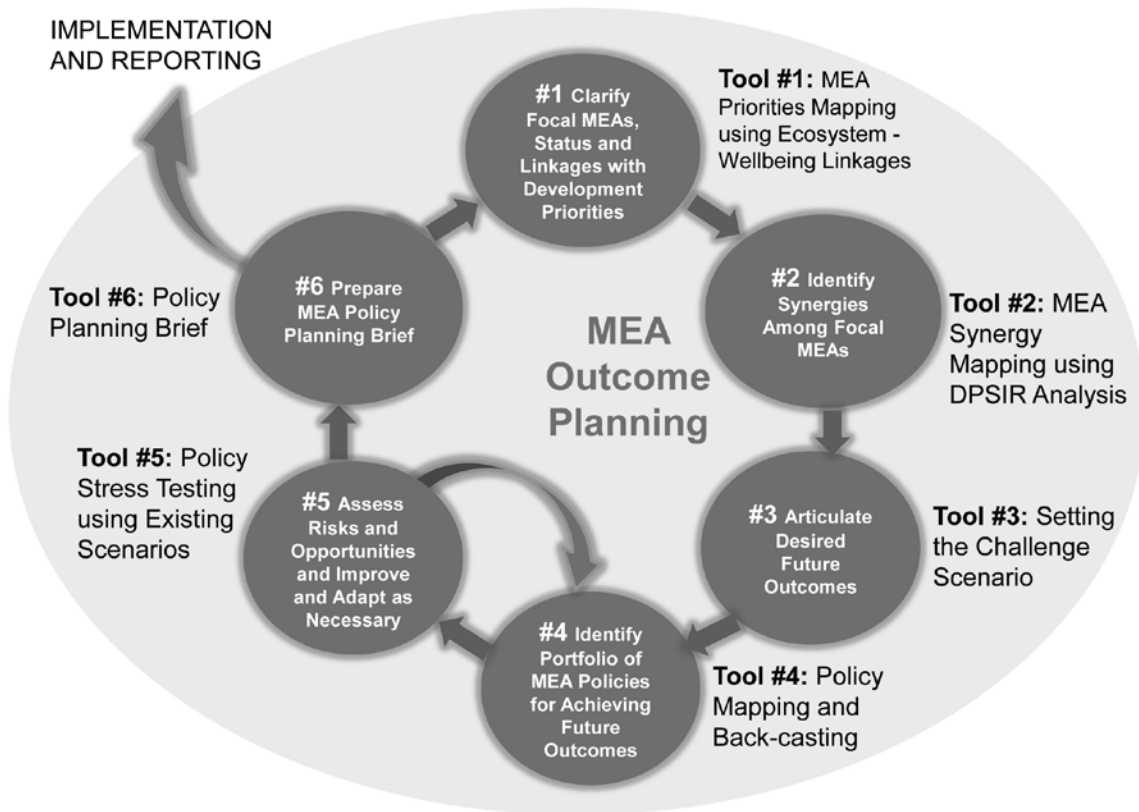 IMPLEMENTATION
AND REPORTING
#1 Clarify
Focal MEAs,
Status and
Linkages with
Development
Priorities
Tool #1: MEA
Priorities Mapping
using Ecosystem -
Wellbeing Linkages
#2 Identify
Synergies
Among Focal
MEAs
Tool #2: MEA
Synergy
Mapping using
DPSIR Analysis
#3 Articulate
Desired
Future
Outcomes
Tool #3: Setting
the Challenge
Scenario
#4 Identify
Portfolio of
MEA Policies
for Achieving
Future
Outcomes
Tool #4: Policy
Mapping and
Back-casting
#5 Assess
Risks and
Opportunities
and Improve
and Adapt as
Necessary
Tool #5: Policy
Stress Testing
using Existing
Scenarios
#6 Prepare
MEA Policy
Planning Brief
Tool #6: Policy
Planning Brief
MEA
Outcome
Planning